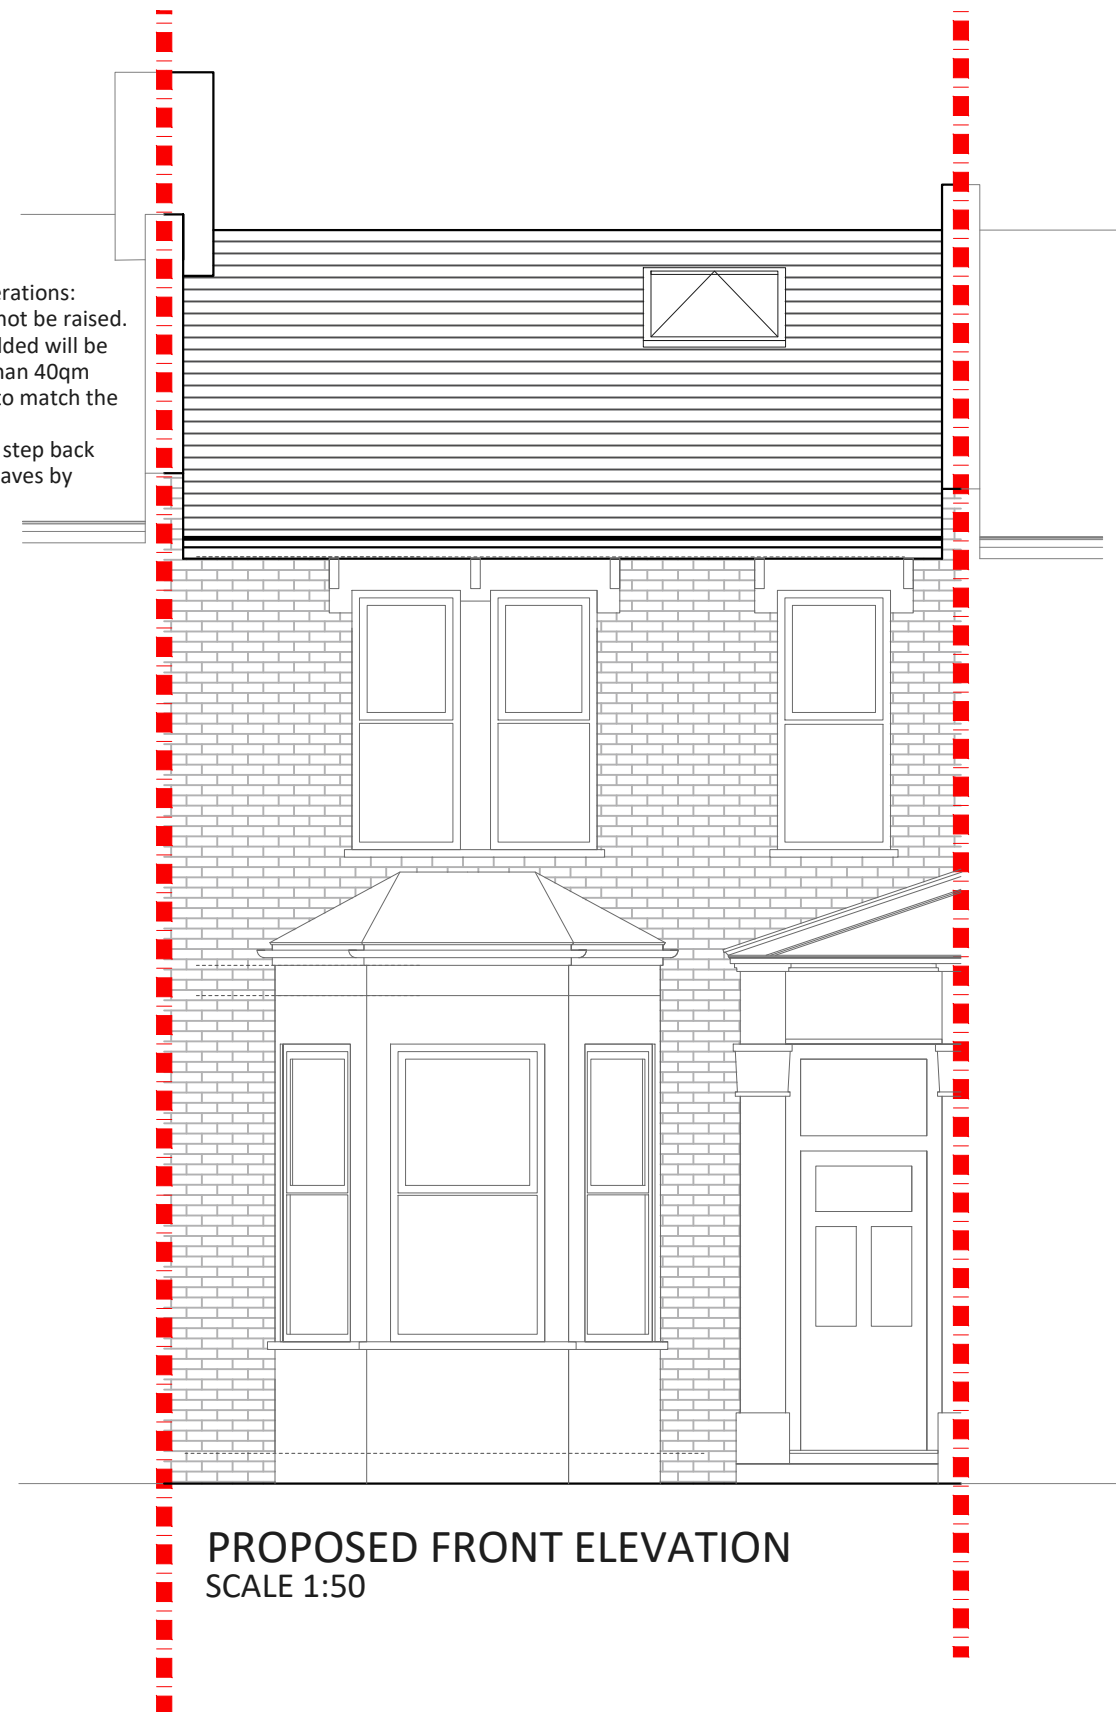 erations:
not be raised.
dded will be
han 40qm
to match the
step back
aves by
PROPOSED FRONT ELEVATION
SCALE 1:50